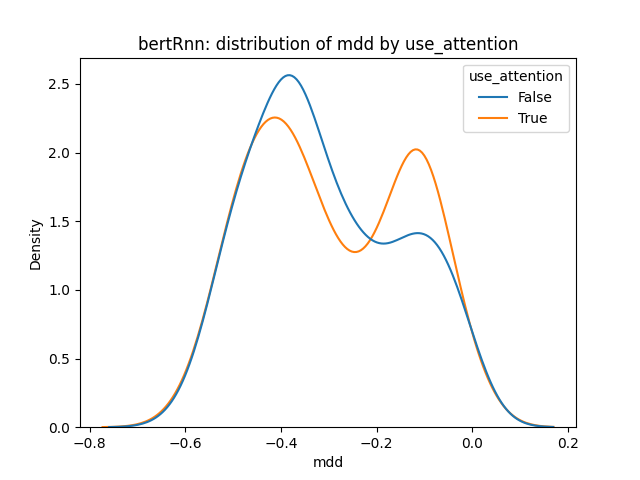 bertRnn: distribution of mdd by use_attention
use_attention
False
True
Density
2.5
2.0
1.5
1.0
0.5
0.0
−0.8
−0.6
−0.4
−0.2
0.0
0.2
mdd